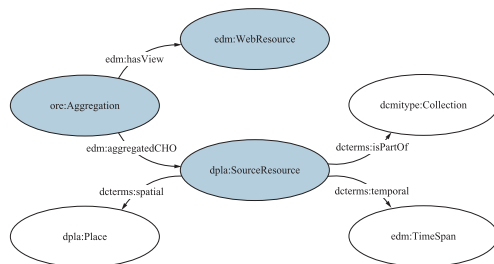 edm:WebResource
edm:hasView
ore:Aggregation
dcmitype:Collection
edm:aggregatedCHO
dcterms:isPartOf
dpla:SourceResource
dcterms:spatial
dcterms:temporal
dpla:Place
edm:TimeSpan